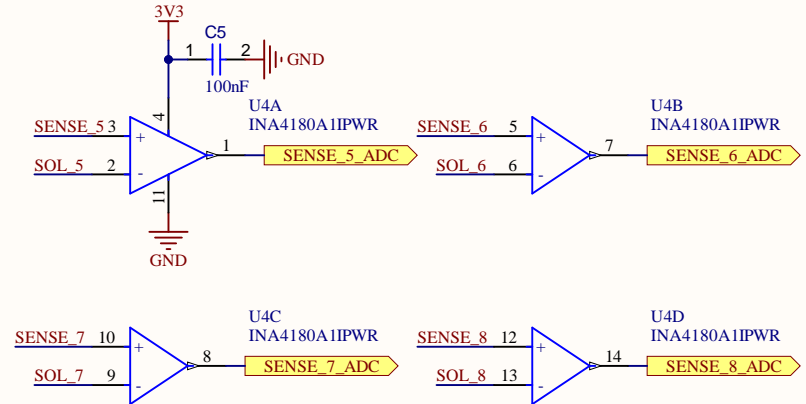 3V3
C5
1 2
GND
100nF
4
U4A
INA4180A1IPWR
SENSE_5 3
+
1
SENSE_5_ADC
SOL_5 2
-
11
GND
U4B
INA4180A1IPWR
SENSE_6 5
+
7
SENSE_6_ADC
SOL_6 6
-
U4C
INA4180A1IPWR
SENSE_7 10
+
8
SENSE_7_ADC
SOL_7 9
-
U4D
INA4180A1IPWR
SENSE_8 12
+
14
SENSE_8_ADC
SOL_8 13
-